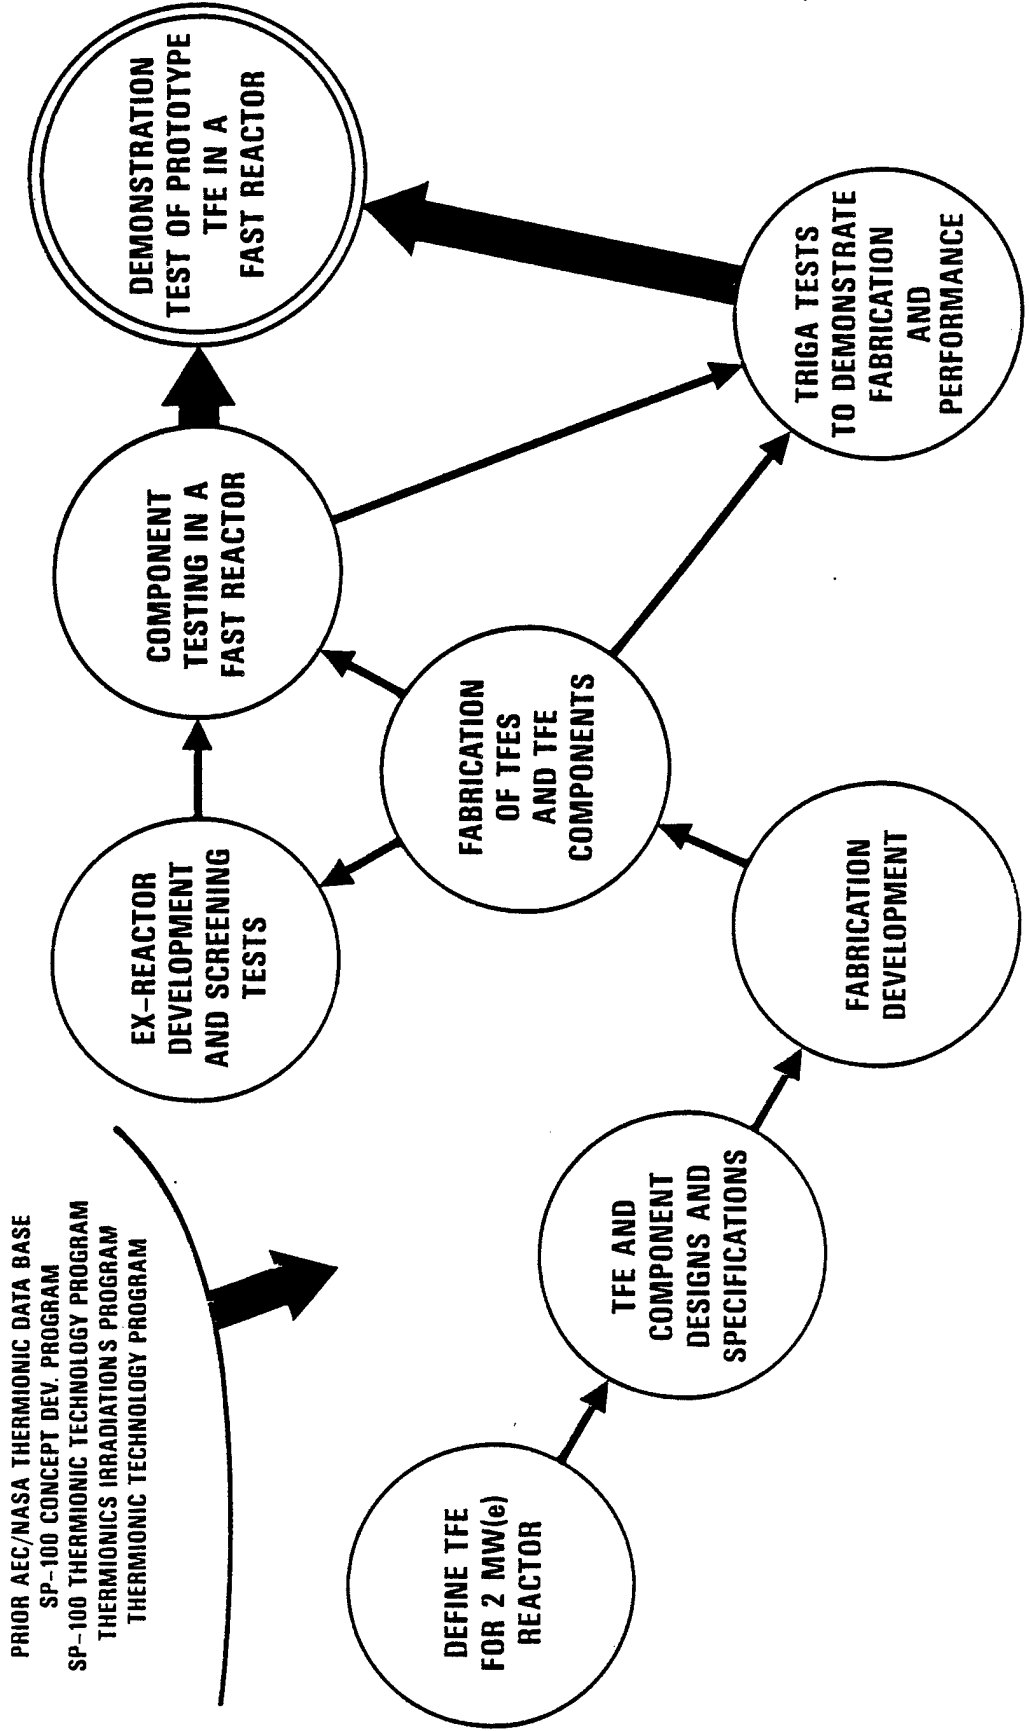 PRIOR AEC/NASA THERMIONIC DATA BASE
SP-100 CONCEPT DEV. PROGRAM
SP-100 THERMIONIC TECHNOLOGY PROGRAM
THERMIONICS IRRADIATIONS PROGRAM
THERMIONIC TECHNOLOGY PROGRAM
DEFINE TFE
FOR 2 MW(e)
REACTOR
TFE AND
COMPONENT
DESIGNS AND
SPECIFICATIONS
FABRICATION
DEVELOPMENT
FABRICATION
OF TFES
AND TFE
COMPONENTS
EX-REACTOR
DEVELOPMENT
AND SCREENING
TESTS
COMPONENT
TESTING IN A
FAST REACTOR
TRIGA TESTS
TO DEMONSTRATE
FABRICATION
AND
PERFORMANCE
DEMONSTRATION
TEST OF PROTOTYPE
TFE IN A
FAST REACTOR